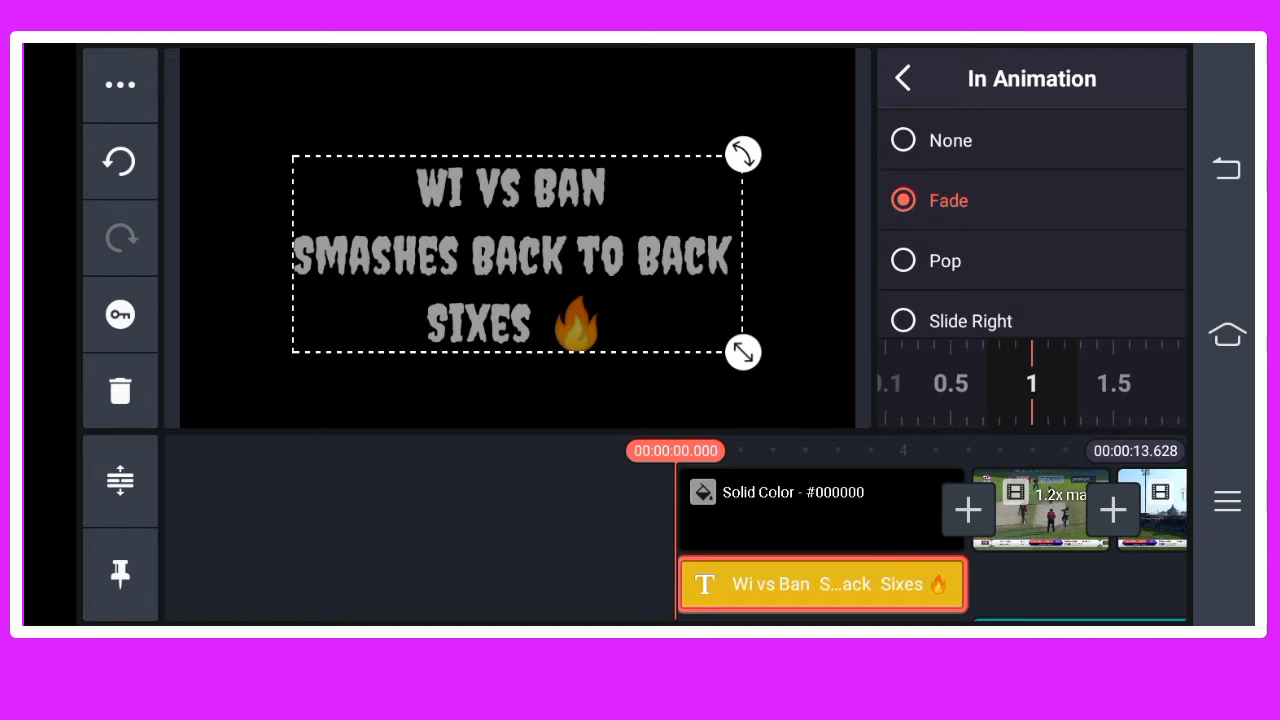 In Animation
None
Fade
Pop
Slide Right
0.1 0.5 1 1.5
WI VS BAN
SMASHES BACK TO BACK
SIXES 🔥
00:00:00.000
4
00:00:13.628
Solid Color - #000000
1.2x ma
T Wi vs Ban S...ack Sixes 🔥